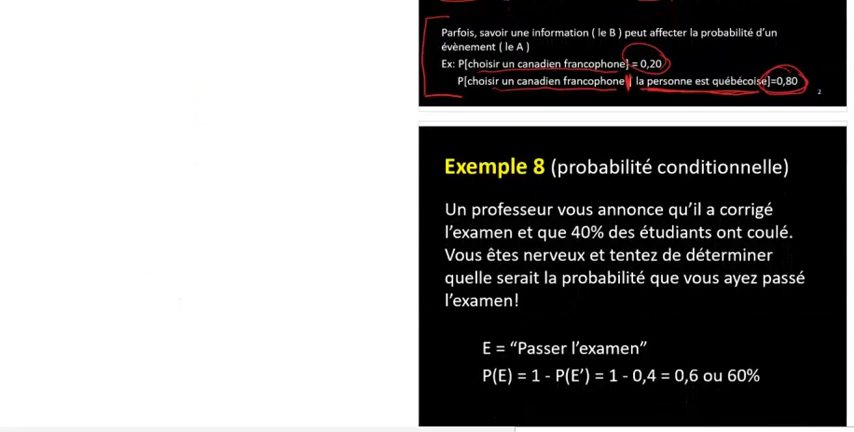 Parfois, savoir une information ( le B ) peut affecter la probabilité d'un
évènement ( le A )
Ex: P[choisir un canadien francophone] = 0,20
P[choisir un canadien francophone | la personne est québécoise]=0,80
2
Exemple 8 (probabilité conditionnelle)
Un professeur vous annonce qu'il a corrigé
l'examen et que 40% des étudiants ont coulé.
Vous êtes nerveux et tentez de déterminer
quelle serait la probabilité que vous ayez passé
l'examen!
E = “Passer l'examen”
P(E) = 1 - P(E’) = 1 - 0,4 = 0,6 ou 60%